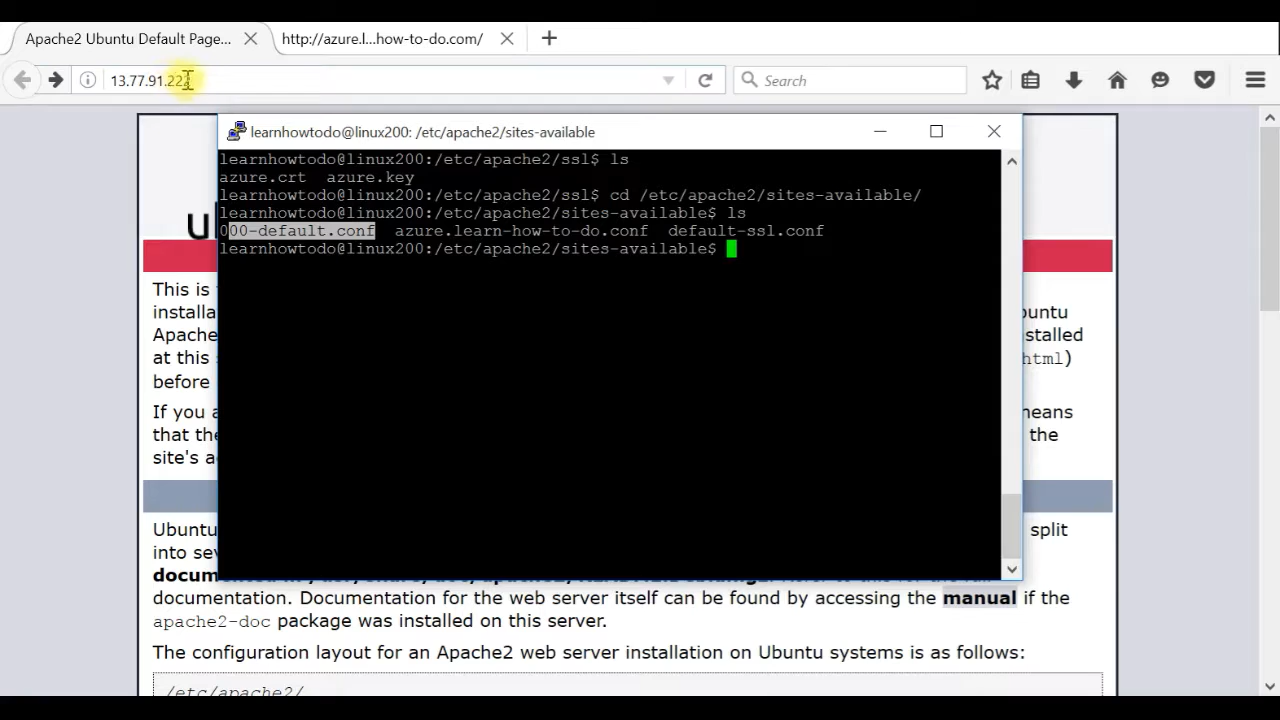 Apache2 Ubuntu Default Page...
http://azure.l...how-to-do.com/
13.77.91.22
Search
learnhowtodo@linux200: /etc/apache2/sites-available
learnhowtodo@linux200:/etc/apache2/ssl$ ls
azure.crt azure.key
learnhowtodo@linux200:/etc/apache2/ssl$ cd /etc/apache2/sites-available/
learnhowtodo@linux200:/etc/apache2/sites-available$ ls
000-default.conf azure.learn-how-to-do.conf default-ssl.conf
learnhowtodo@linux200:/etc/apache2/sites-available$
u
This is
installa
buntu
Apache
nstalled
at this
html)
before
If you a
neans
that the
the
site's a
Ubuntu
split
into sev
documentation. Documentation for the web server itself can be found by accessing the manual if the
apache2-doc package was installed on this server.
The configuration layout for an Apache2 web server installation on Ubuntu systems is as follows:
/etc/apache2/